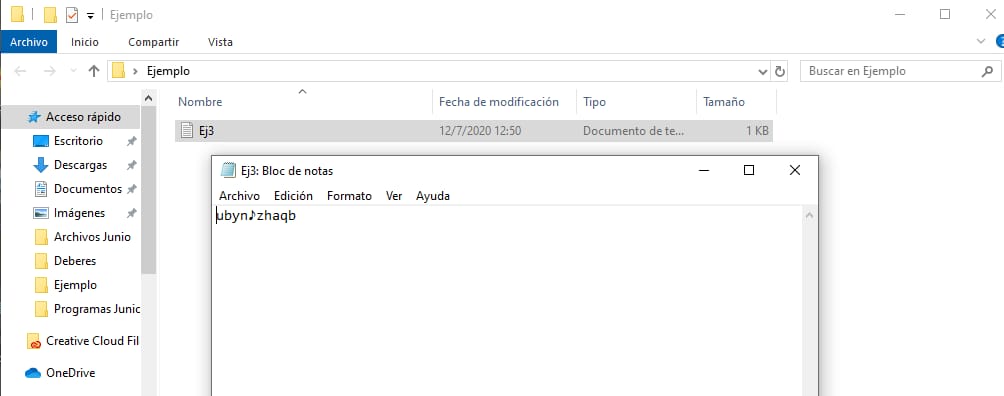 Ejemplo
Archivo Inicio Compartir Vista
Ejemplo
Buscar en Ejemplo
Nombre Fecha de modificación Tipo Tamaño
Acceso rápido
Ej3 12/7/2020 12:50 Documento de te... 1 KB
Escritorio
Descargas
Documentos
Imágenes
Archivos Junio
Deberes
Ejemplo
Programas Junic
Creative Cloud Fil
OneDrive
Ej3: Bloc de notas
Archivo Edición Formato Ver Ayuda
ubyn♪zhaqb